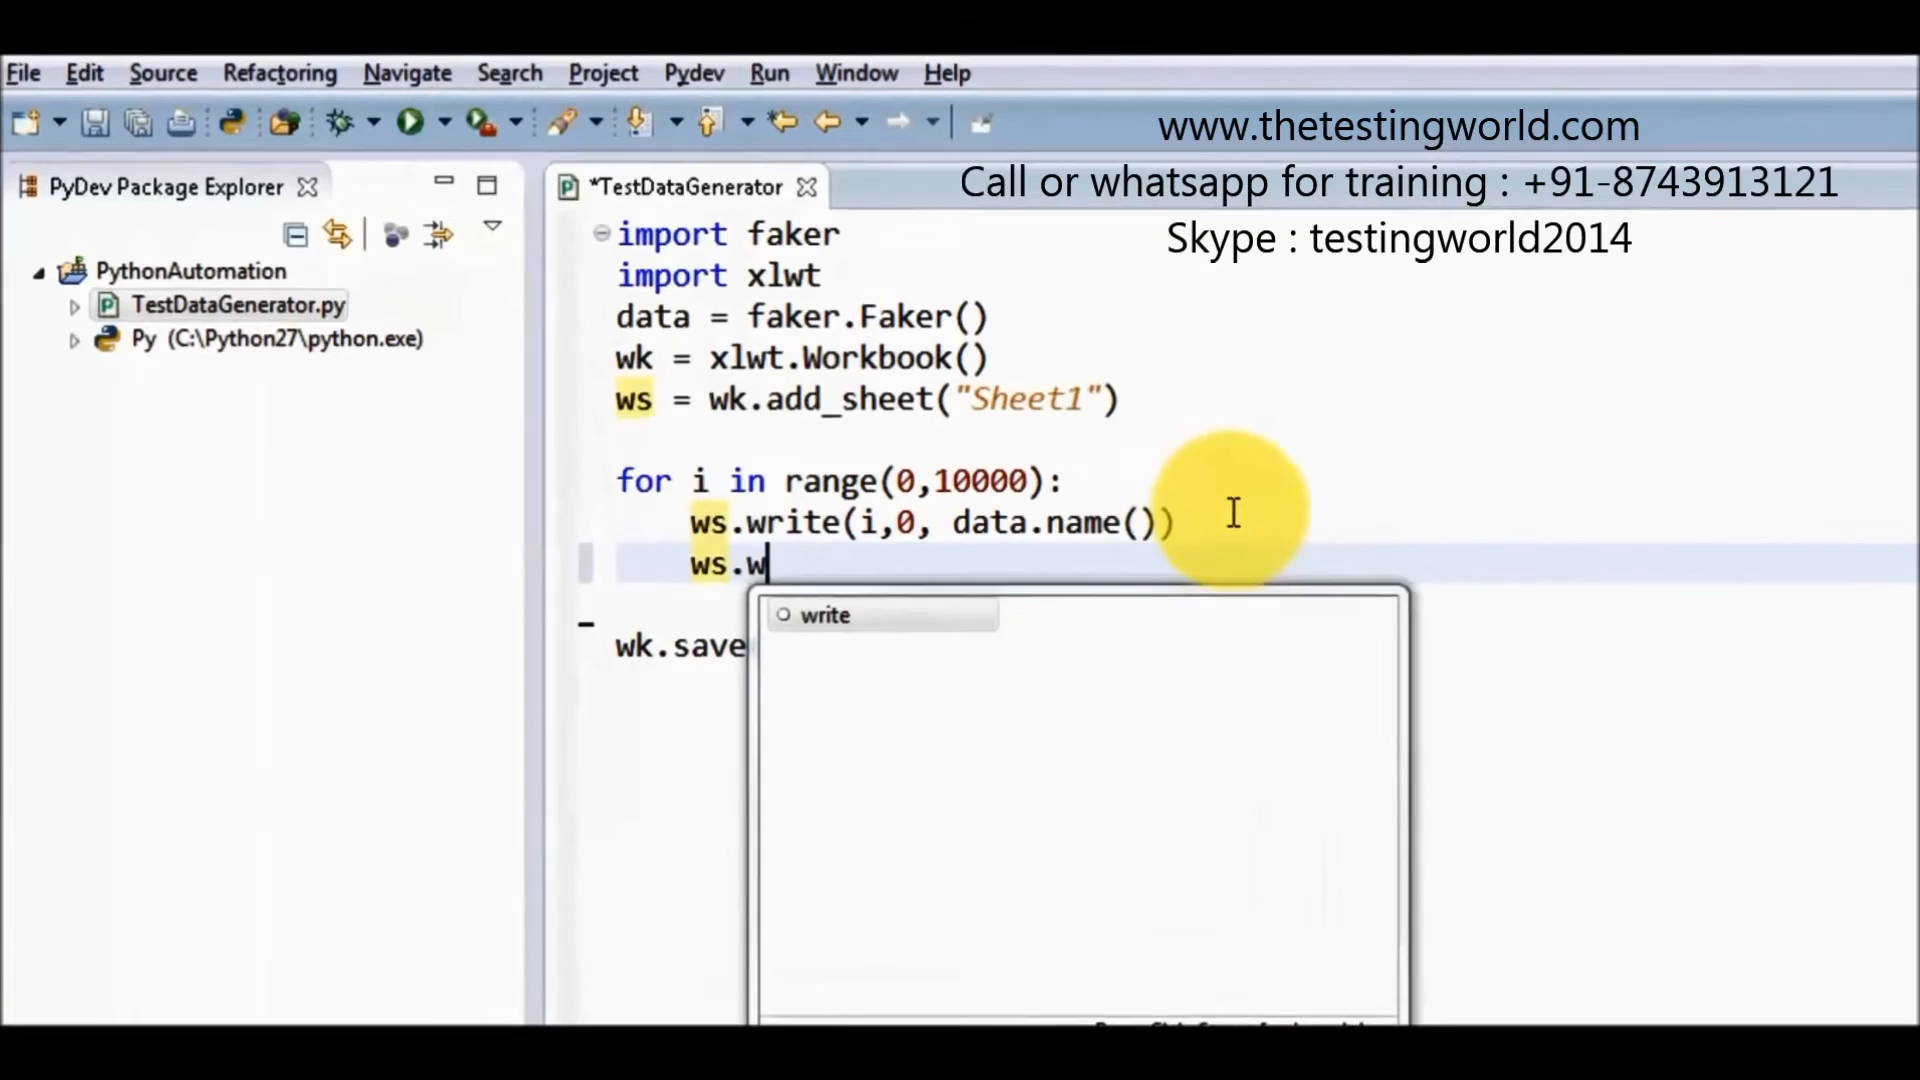 File Edit Source Refactoring Navigate Search Project Pydev Run Window Help
www.thetestingworld.com
Call or whatsapp for training : +91-8743913121
Skype : testingworld2014
PyDev Package Explorer
PythonAutomation
TestDataGenerator.py
Py (C:\Python27\python.exe)
*TestDataGenerator
import faker
import xlwt
data = faker.Faker()
wk = xlwt.Workbook()
ws = wk.add_sheet("Sheet1")
for i in range(0,10000):
ws.write(i,0, data.name())
ws.w
write
wk.save